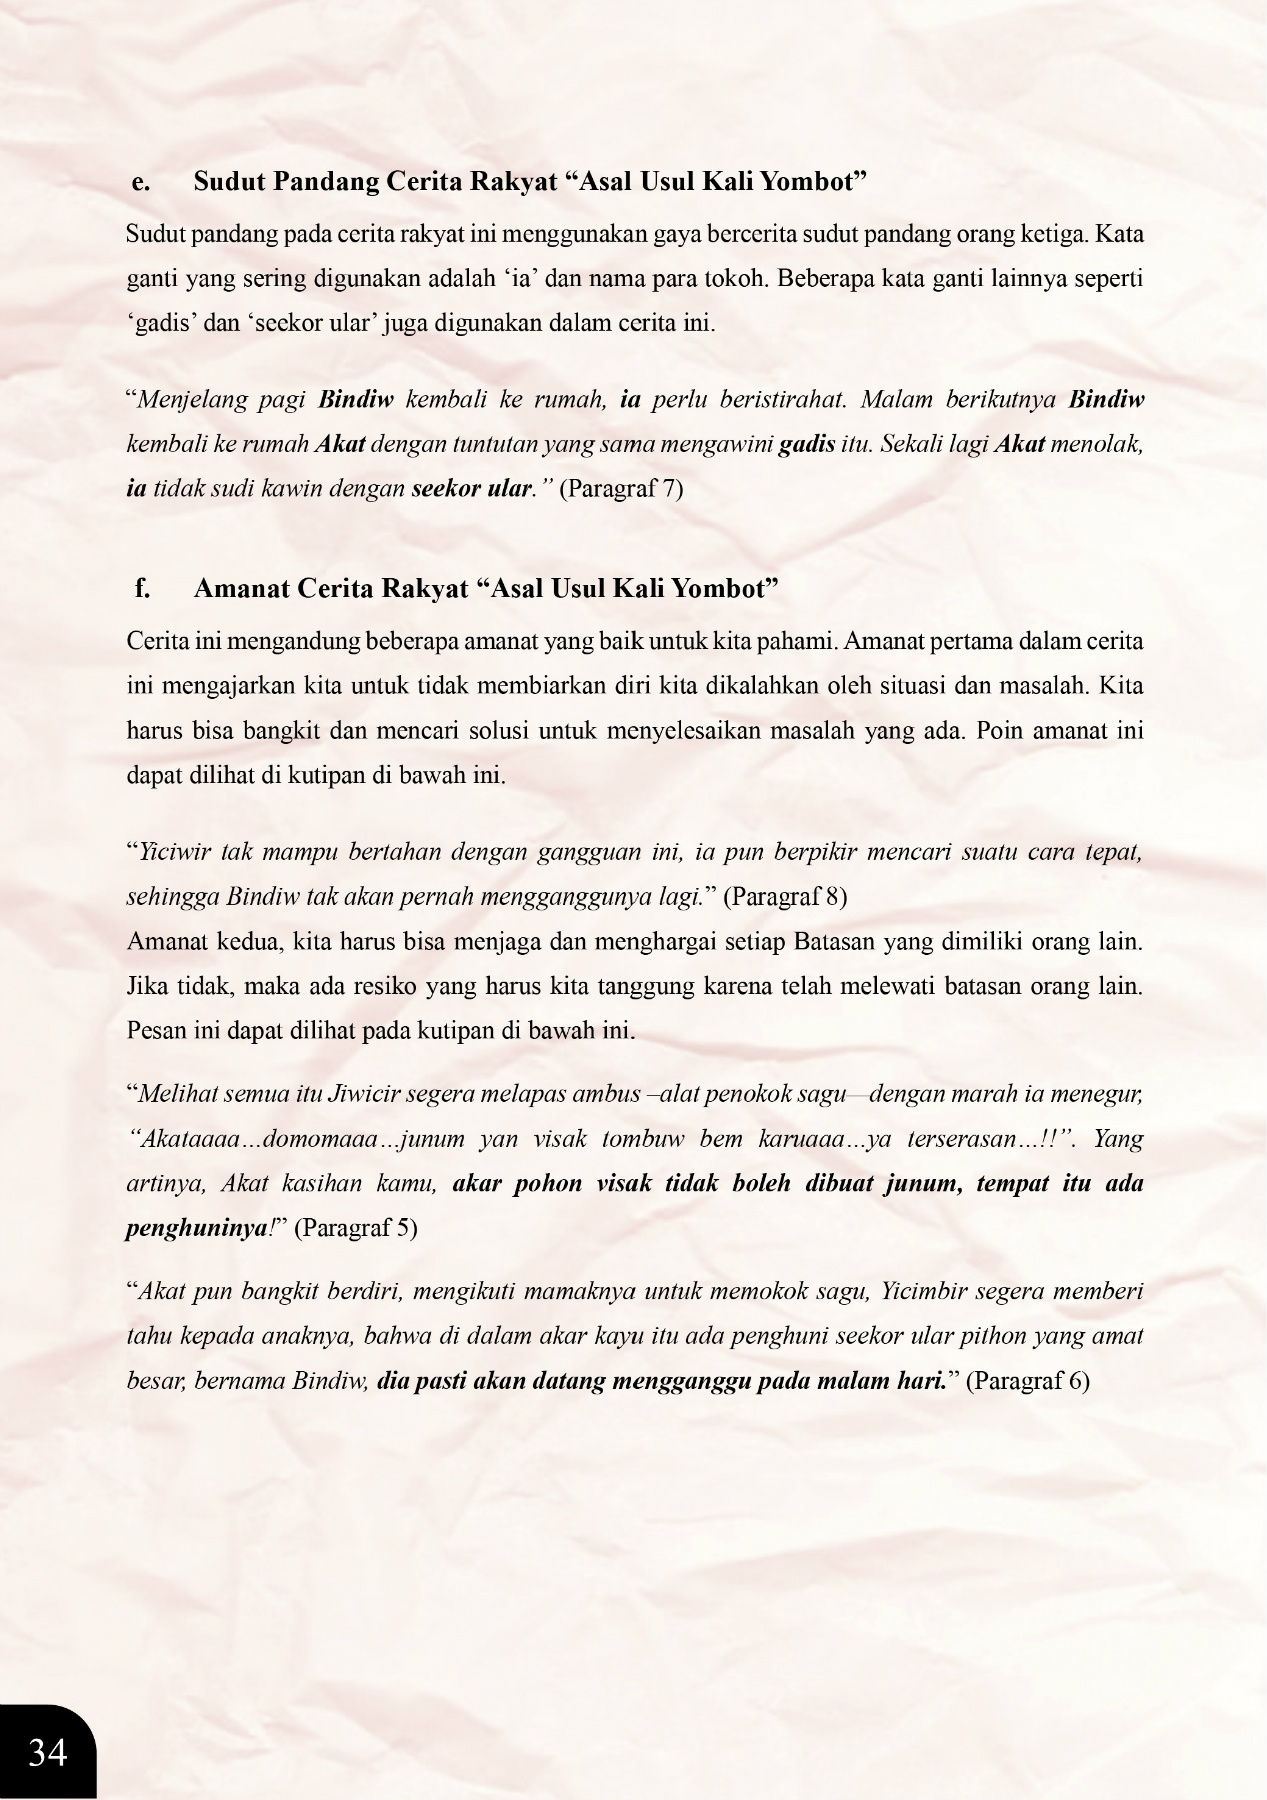 e. Sudut Pandang Cerita Rakyat “Asal Usul Kali Yombot”
Sudut pandang pada cerita rakyat ini menggunakan gaya bercerita sudut pandang orang ketiga. Kata
ganti yang sering digunakan adalah ‘ia’ dan nama para tokoh. Beberapa kata ganti lainnya seperti
‘gadis’ dan ‘seekor ular’ juga digunakan dalam cerita ini.
“Menjelang pagi Bindiw kembali ke rumah, ia perlu beristirahat. Malam berikutnya Bindiw
kembali ke rumah Akat dengan tuntutan yang sama mengawini gadis itu. Sekali lagi Akat menolak,
ia tidak sudi kawin dengan seekor ular.” (Paragraf 7)
f. Amanat Cerita Rakyat “Asal Usul Kali Yombot”
Cerita ini mengandung beberapa amanat yang baik untuk kita pahami. Amanat pertama dalam cerita
ini mengajarkan kita untuk tidak membiarkan diri kita dikalahkan oleh situasi dan masalah. Kita
harus bisa bangkit dan mencari solusi untuk menyelesaikan masalah yang ada. Poin amanat ini
dapat dilihat di kutipan di bawah ini.
“Yiciwir tak mampu bertahan dengan gangguan ini, ia pun berpikir mencari suatu cara tepat,
sehingga Bindiw tak akan pernah mengganggunya lagi.” (Paragraf 8)
Amanat kedua, kita harus bisa menjaga dan menghargai setiap Batasan yang dimiliki orang lain.
Jika tidak, maka ada resiko yang harus kita tanggung karena telah melewati batasan orang lain.
Pesan ini dapat dilihat pada kutipan di bawah ini.
“Melihat semua itu Jiwicir segera melapas ambus –alat penokok sagu—dengan marah ia menegur,
“Akataaaa…domomaaa…junum yan visak tombuw bem karuaaa…ya terserasan…!!”. Yang
artinya, Akat kasihan kamu, akar pohon visak tidak boleh dibuat junum, tempat itu ada
penghuninya!” (Paragraf 5)
“Akat pun bangkit berdiri, mengikuti mamaknya untuk memokok sagu, Yicimbir segera memberi
tahu kepada anaknya, bahwa di dalam akar kayu itu ada penghuni seekor ular pithon yang amat
besar, bernama Bindiw, dia pasti akan datang mengganggu pada malam hari.” (Paragraf 6)
34